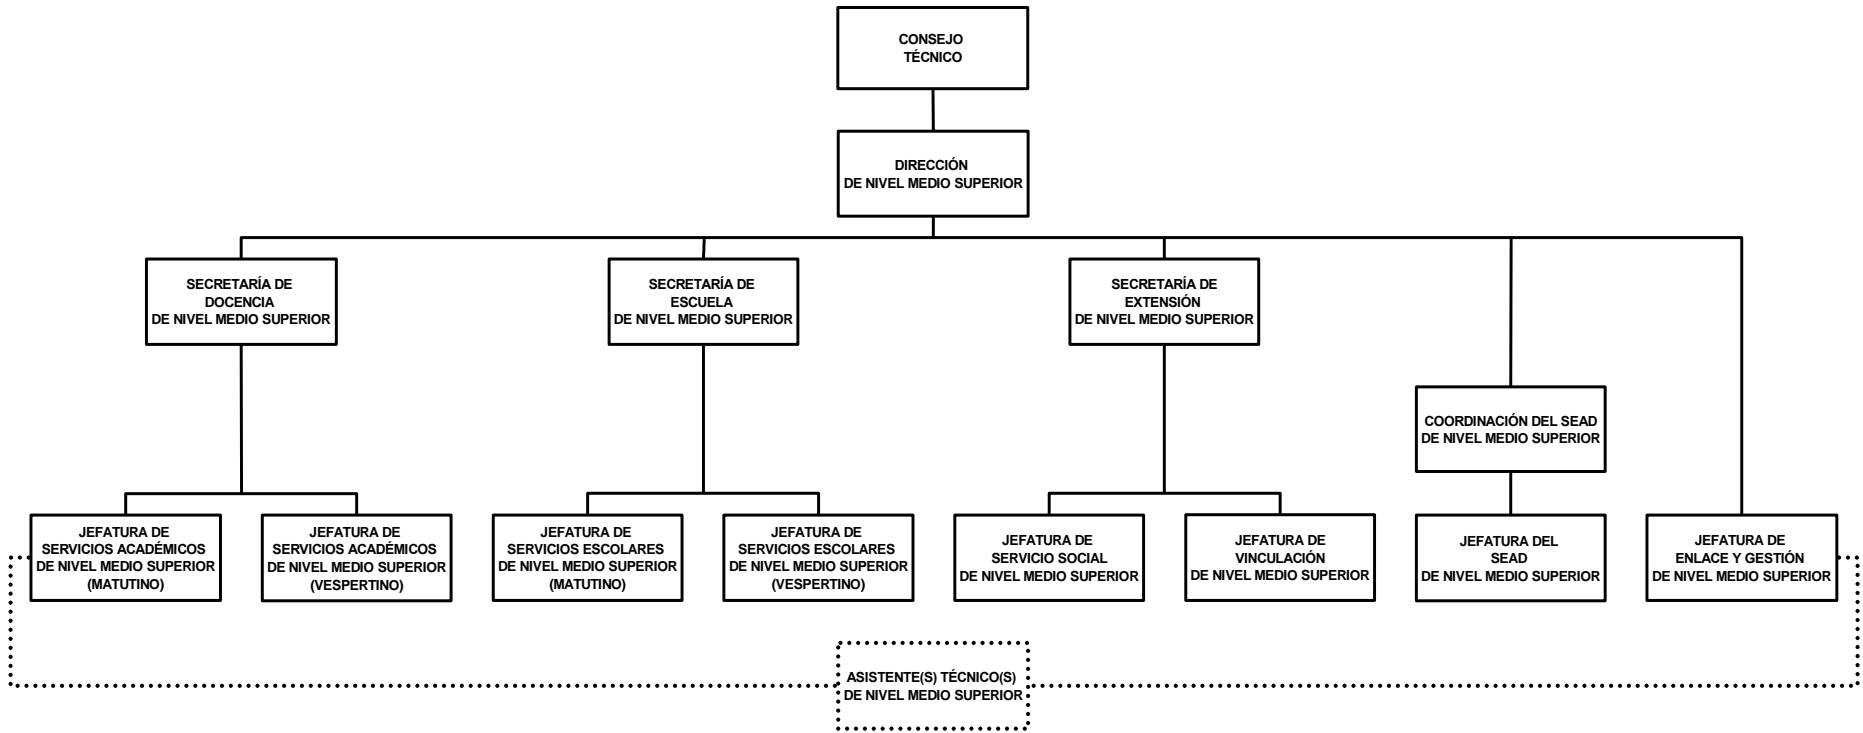 CONSEJO
TÉCNICO
DIRECCIÓN
DE NIVEL MEDIO SUPERIOR
SECRETARÍA DE
DOCENCIA
DE NIVEL MEDIO SUPERIOR
SECRETARÍA DE
ESCUELA
DE NIVEL MEDIO SUPERIOR
SECRETARÍA DE
EXTENSIÓN
DE NIVEL MEDIO SUPERIOR
COORDINACIÓN DEL SEAD
DE NIVEL MEDIO SUPERIOR
JEFATURA DE
SERVICIOS ACADÉMICOS
DE NIVEL MEDIO SUPERIOR
(MATUTINO)
JEFATURA DE
SERVICIOS ACADÉMICOS
DE NIVEL MEDIO SUPERIOR
(VESPERTINO)
JEFATURA DE
SERVICIOS ESCOLARES
DE NIVEL MEDIO SUPERIOR
(MATUTINO)
JEFATURA DE
SERVICIOS ESCOLARES
DE NIVEL MEDIO SUPERIOR
(VESPERTINO)
JEFATURA DE
SERVICIO SOCIAL
DE NIVEL MEDIO SUPERIOR
JEFATURA DE
VINCULACIÓN
DE NIVEL MEDIO SUPERIOR
JEFATURA DEL
SEAD
DE NIVEL MEDIO SUPERIOR
JEFATURA DE
ENLACE Y GESTIÓN
DE NIVEL MEDIO SUPERIOR
ASISTENTE(S) TÉCNICO(S)
DE NIVEL MEDIO SUPERIOR